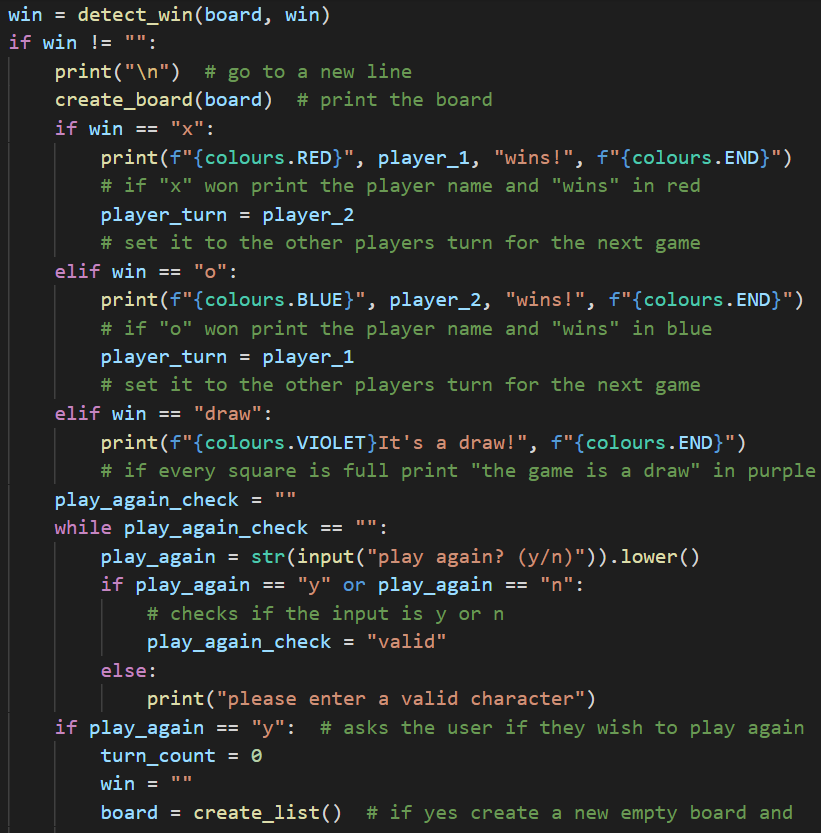 win = detect_win(board, win)
if win != "":
    print("\n")  # go to a new line
    create_board(board)  # print the board
    if win == "x":
        print(f"{colours.RED}", player_1, "wins!", f"{colours.END}")
        # if "x" won print the player name and "wins" in red
        player_turn = player_2
        # set it to the other players turn for the next game
    elif win == "o":
        print(f"{colours.BLUE}", player_2, "wins!", f"{colours.END}")
        # if "o" won print the player name and "wins" in blue
        player_turn = player_1
        # set it to the other players turn for the next game
    elif win == "draw":
        print(f"{colours.VIOLET}It's a draw!", f"{colours.END}")
        # if every square is full print "the game is a draw" in purple
    play_again_check = ""
    while play_again_check == "":
        play_again = str(input("play again? (y/n)")).lower()
        if play_again == "y" or play_again == "n":
            # checks if the input is y or n
            play_again_check = "valid"
        else:
            print("please enter a valid character")
    if play_again == "y":  # asks the user if they wish to play again
        turn_count = 0
        win = ""
        board = create_list()  # if yes create a new empty board and